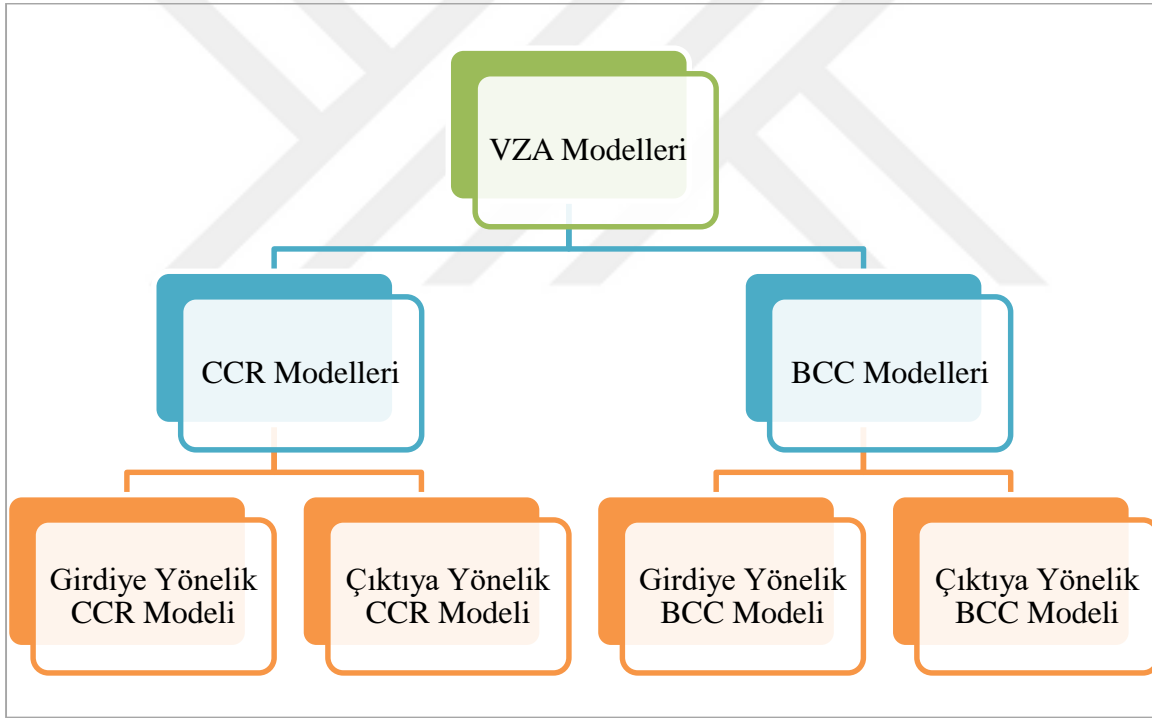 VZA Modelleri
CCR Modelleri
BCC Modelleri
Girdiye Yönelik
CCR Modeli
Çıktıya Yönelik
CCR Modeli
Girdiye Yönelik
BCC Modeli
Çıktıya Yönelik
BCC Modeli